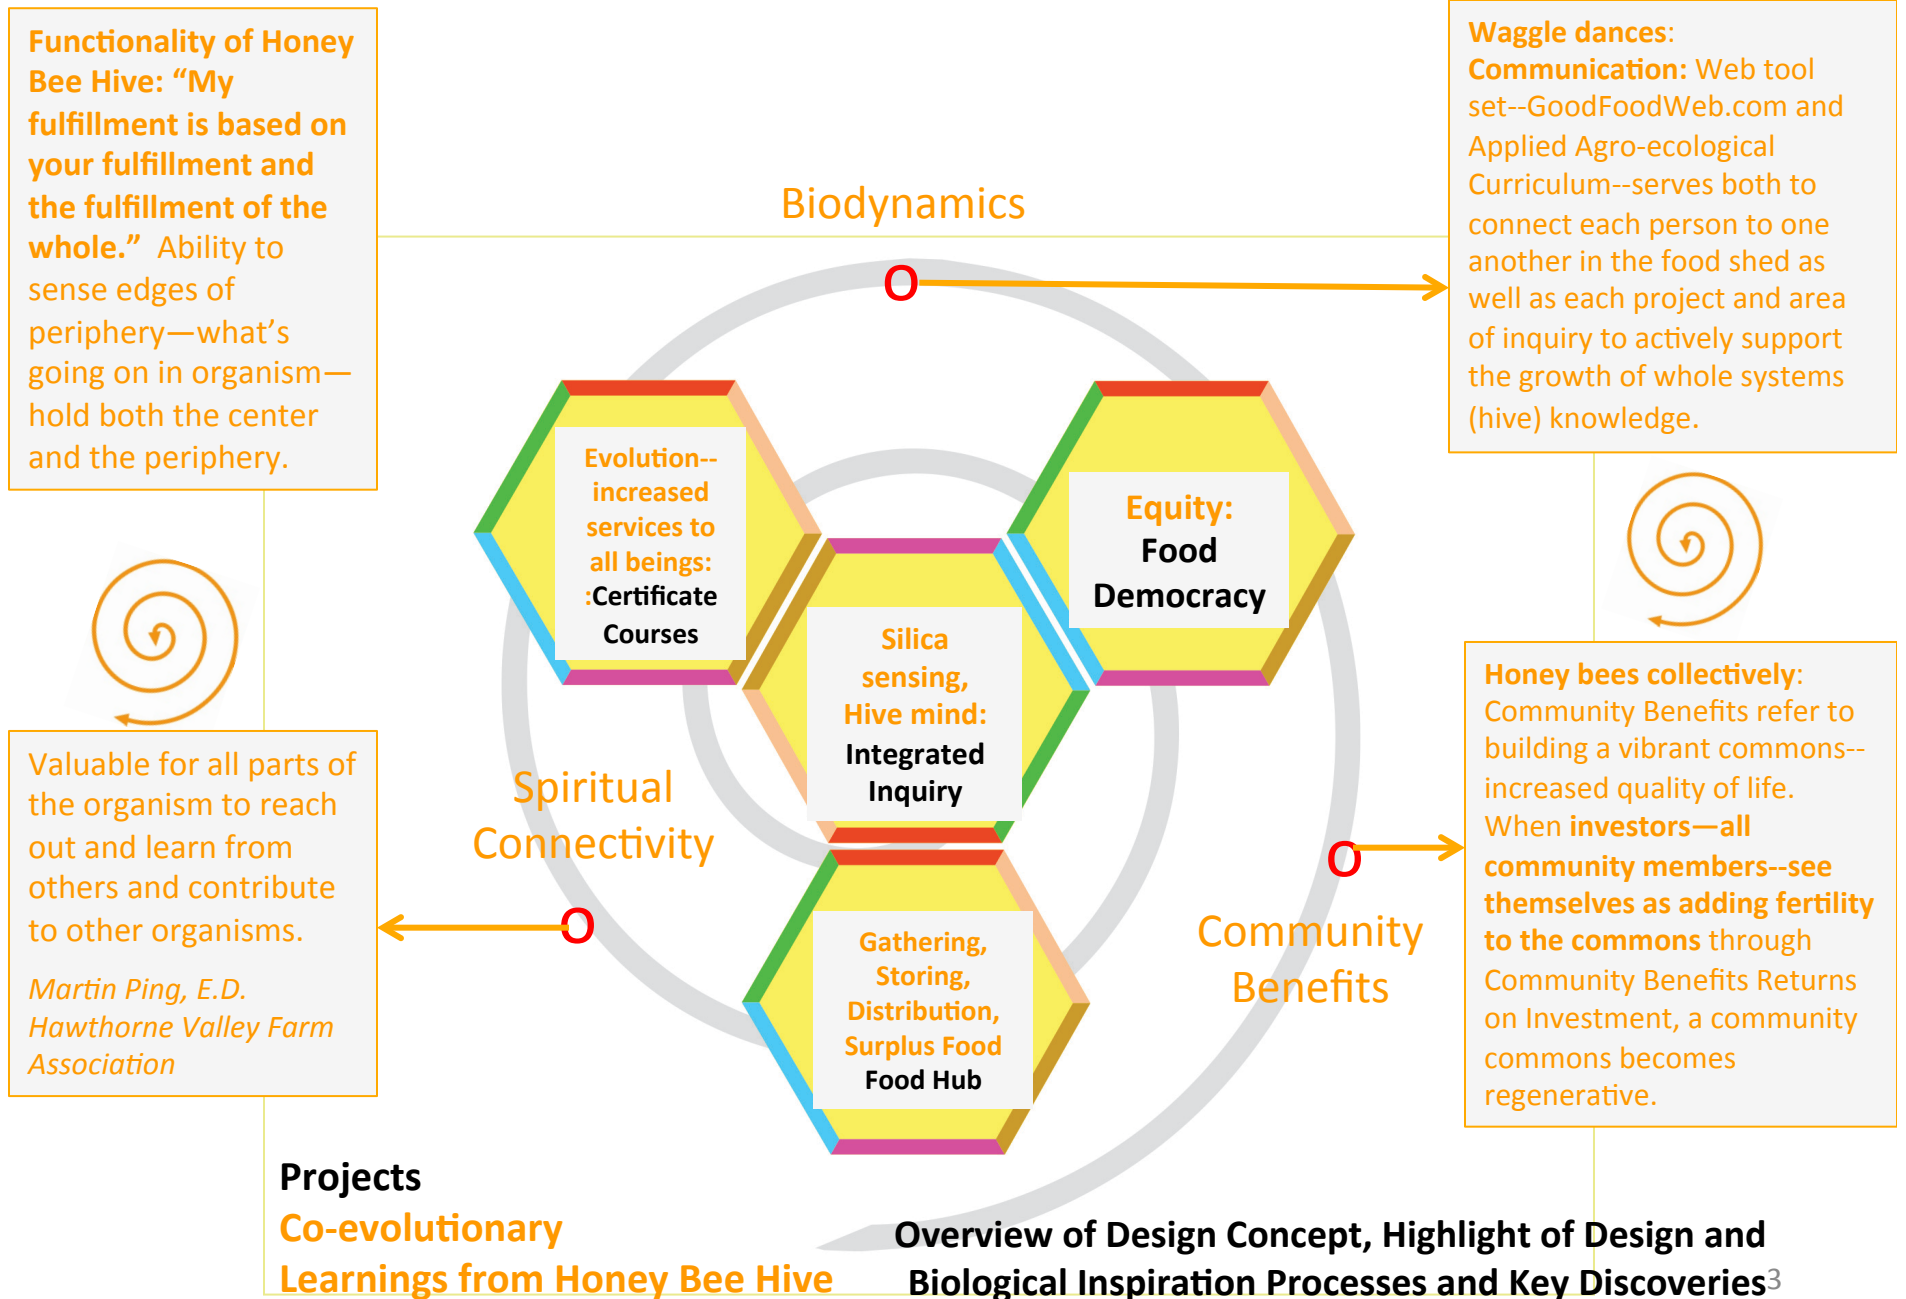 Functionality of Honey
Bee Hive: “My
fulfillment is based on
your fulfillment and
the fulfillment of the
whole.” Ability to
sense edges of
periphery—what’s
going on in organism—
hold both the center
and the periphery.
Waggle dances:
Communication: Web tool
set--GoodFoodWeb.com and
Applied Agro-ecological
Curriculum--serves both to
connect each person to one
another in the food shed as
well as each project and area
of inquiry to actively support
the growth of whole systems
(hive) knowledge.
Biodynamics
O
Evolution--
increased
services to
all beings:
:Certificate
Courses
Equity:
Food
Democracy
Silica
sensing,
Hive mind:
Integrated
Inquiry
Spiritual
Connectivity
O
Valuable for all parts of
the organism to reach
out and learn from
others and contribute
to other organisms.
Martin Ping, E.D.
Hawthorne Valley Farm
Association
Gathering,
Storing,
Distribution,
Surplus Food
Food Hub
O
Community
Benefits
Honey bees collectively:
Community Benefits refer to
building a vibrant commons--
increased quality of life.
When investors—all
community members--see
themselves as adding fertility
to the commons through
Community Benefits Returns
on Investment, a community
commons becomes
regenerative.
Projects
Co-evolutionary
Learnings from Honey Bee Hive
Overview of Design Concept, Highlight of Design and
Biological Inspiration Processes and Key Discoveries
3